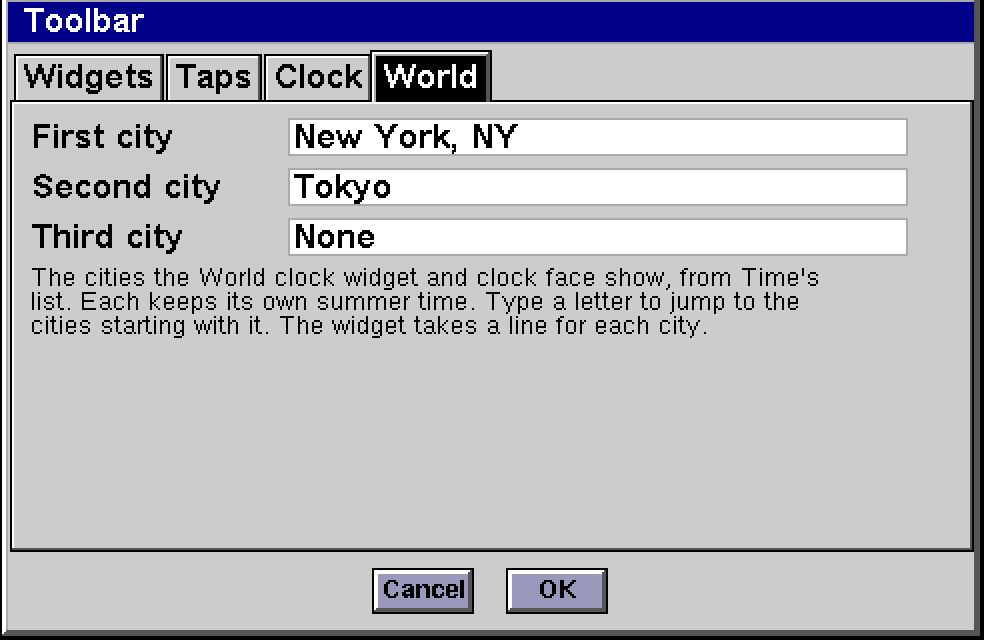 Toolbar
Widgets Taps Clock World
First city New York, NY
Second city Tokyo
Third city None
The cities the World clock widget and clock face show, from Time's
list. Each keeps its own summer time. Type a letter to jump to the
cities starting with it. The widget takes a line for each city.
Cancel OK